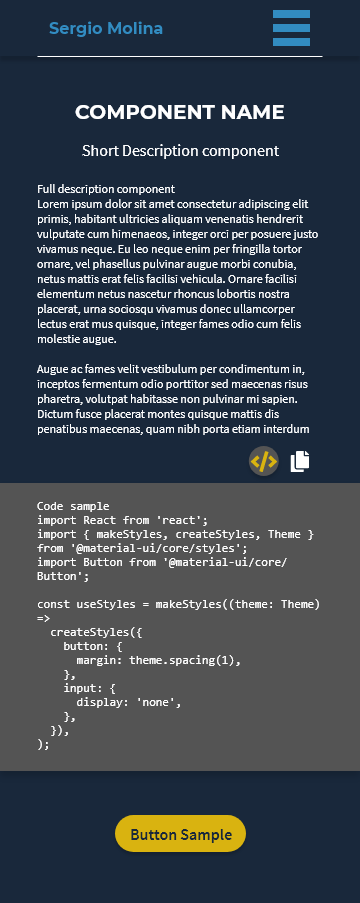 Sergio Molina
COMPONENT NAME
Short Description component
Full description component
Lorem ipsum dolor sit amet consectetur adipiscing elit
primis, habitant ultricies aliquam venenatis hendrerit
vulputate cum himenaeos, integer orci per posuere justo
vivamus neque. Eu leo neque enim per fringilla tortor
ornare, vel phasellus pulvinar augue morbi conubia,
netus mattis erat felis facilisi vehicula. Ornare facilisi
elementum netus nascetur rhoncus lobortis nostra
placerat, urna sociosqu vivamus donec ullamcorper
lectus erat mus quisque, integer fames odio cum felis
molestie augue.
Augue ac fames velit vestibulum per condimentum in,
inceptos fermentum odio porttitor sed maecenas risus
pharetra, volutpat habitasse non pulvinar mi sapien.
Dictum fusce placerat montes quisque mattis dis
penatibus maecenas, quam nibh porta etiam interdum
</>
Code sample
import React from 'react';
import { makeStyles, createStyles, Theme }
from '@material-ui/core/styles';
import Button from '@material-ui/core/
Button';
const useStyles = makeStyles((theme: Theme)
=>
createStyles({
button: {
margin: theme.spacing(1),
},
input: {
display: 'none',
},
}),
);
Button Sample